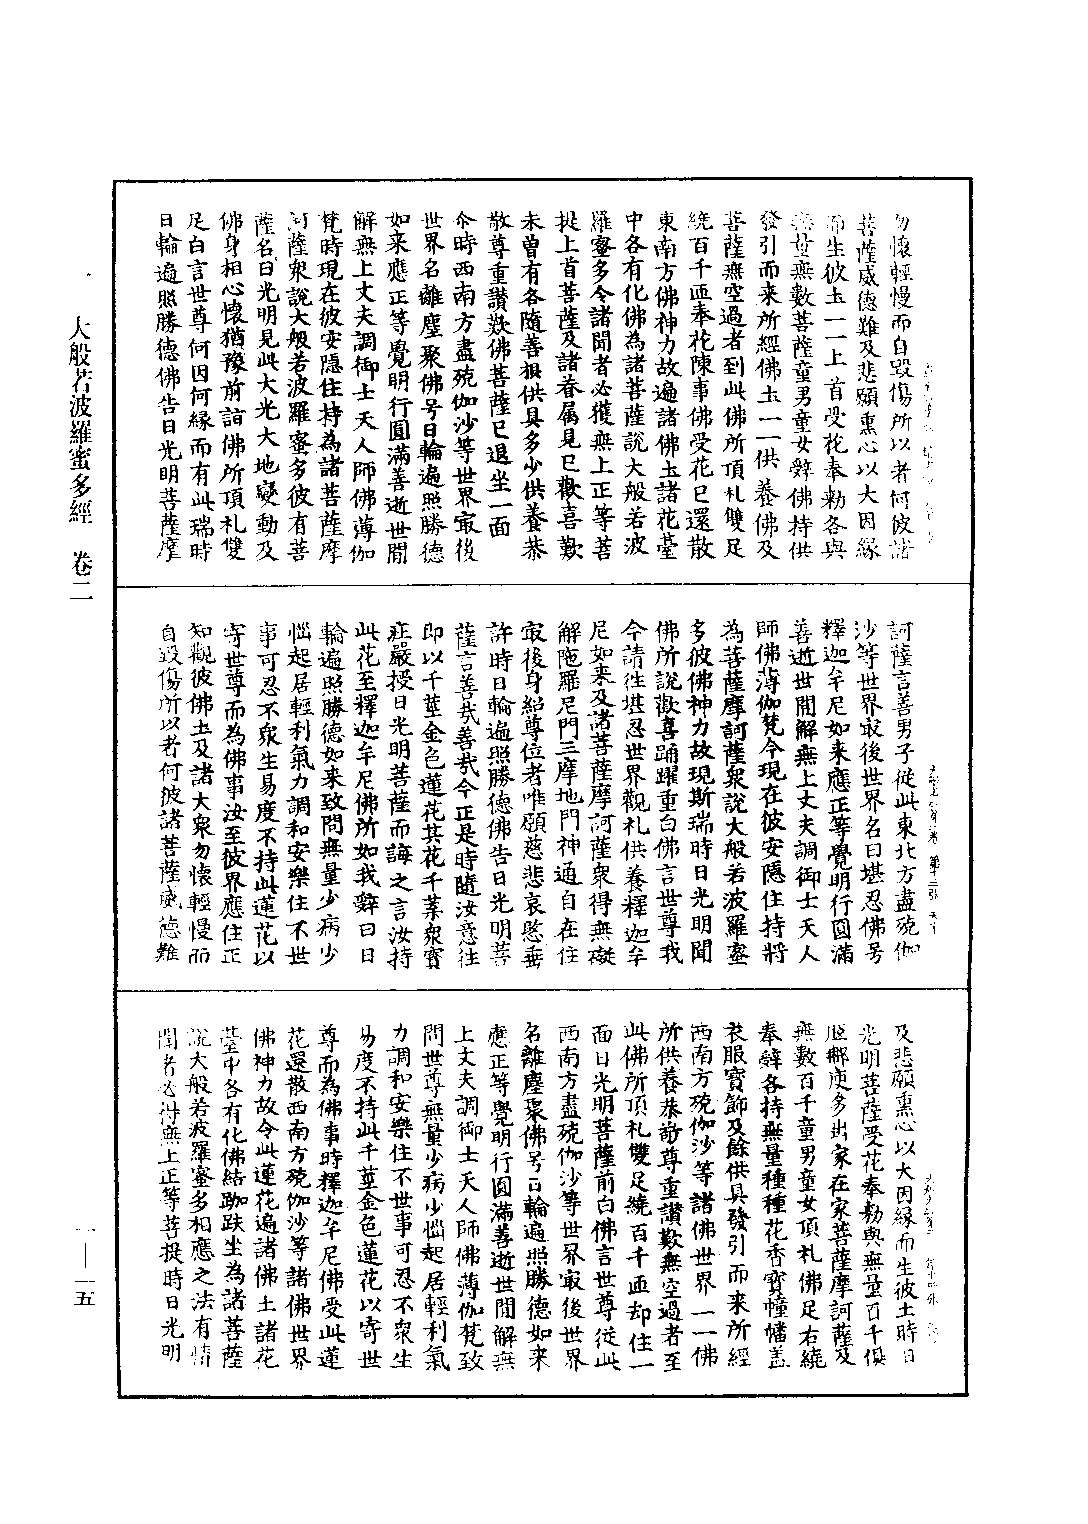 勿懷輕慢而自毀傷所以者何彼諸
菩薩威德難及悲願熏心以大因緣
而生彼土一一上首受花奉勑各與
無量無數菩薩童男童女辝佛持供
發引而來所經佛土一一供養佛及
菩薩無空過者到此佛所頂礼雙足
繞百千匝奉花陳事佛受花已還散
東南方佛神力故遍諸佛土諸花臺
中各有化佛為諸菩薩說大般若波
羅蜜多令諸聞者必獲無上正等菩
提上首菩薩及諸眷属見已歡喜歎
未曾有各隨善根供具多少供養恭
敬尊重讚歎佛菩薩已退坐一面
尒時西南方盡殑伽沙等世界寂後
世界名離塵聚佛号日輪遍照勝德
如來應正等覺明行圓滿善逝世間
解無上丈夫調御士天人師佛薄伽
梵時現在彼安隱住持為諸菩薩摩
訶薩衆說大般若波羅蜜多彼有菩
薩名日光明見此大光大地變動及
佛身相心懷猶豫前詣佛所頂礼雙
足白言世尊何因何緣而有此瑞時
日輪遍照勝德佛告日光明菩薩摩
訶薩言善男子從此東北方盡殑伽
沙等世界寂後世界名曰堪忍佛号
釋迦牟尼如來應正等覺明行圓滿
善逝世間解無上丈夫調御士天人
師佛薄伽梵今現在彼安隱住持將
為菩薩摩訶薩衆說大般若波羅蜜
多彼佛神力故現斯瑞時日光明聞
佛所說歡喜踊躍重白佛言世尊我
今請往堪忍世界觀礼供養釋迦牟
尼如來及諸菩薩摩訶薩衆得無礙
解陁羅尼門三摩地門神通自在住
寂後身紹尊位者唯願慈悲哀愍垂
許時日輪遍照勝德佛告日光明菩
薩言善哉善哉今正是時隨汝意往
即以千莖金色蓮花其花千葉衆寶
莊嚴授日光明菩薩而誨之言汝持
此花至釋迦牟尼佛所如我辝曰日
輪遍照勝德如來致問無量少病少
惱起居輕利氣力調和安樂住不世
事可忍不衆生易度不持此蓮花以
寄世尊而為佛事汝至彼界應住正
知觀彼佛土及諸大衆勿懷輕慢而
自毀傷所以者何彼諸菩薩威德難
及悲願熏心以大因緣而生彼土時日
光明菩薩受花奉勑與無量百千俱
胝那庾多出家在家菩薩摩訶薩及
無數百千童男童女頂礼佛足右繞
奉辝各持無量種種花香寶幢幡蓋
衣服寶飾及餘供具發引而來所經
西南方殑伽沙等諸佛世界一一佛
所供養恭敬尊重讚歎無空過者至
此佛所頂礼雙足繞百千匝却住一
面日光明菩薩前白佛言世尊從此
西南方盡殑伽沙等世界寂後世界
名離塵聚佛号日輪遍照勝德如來
應正等覺明行圓滿善逝世間解無
上丈夫調御士天人師佛薄伽梵致
問世尊無量少病少惱起居輕利氣
力調和安樂住不世事可忍不衆生
易度不持此千莖金色蓮花以寄世
尊而為佛事時釋迦牟尼佛受此蓮
花還散西南方殑伽沙等諸佛世界
佛神力故令此蓮花遍諸佛土諸花
臺中各有化佛結跏趺坐為諸菩薩
說大般若波羅蜜多相應之法有情
聞者必得無上正等菩提時日光明
大般若波羅蜜多經 卷二
一—一五